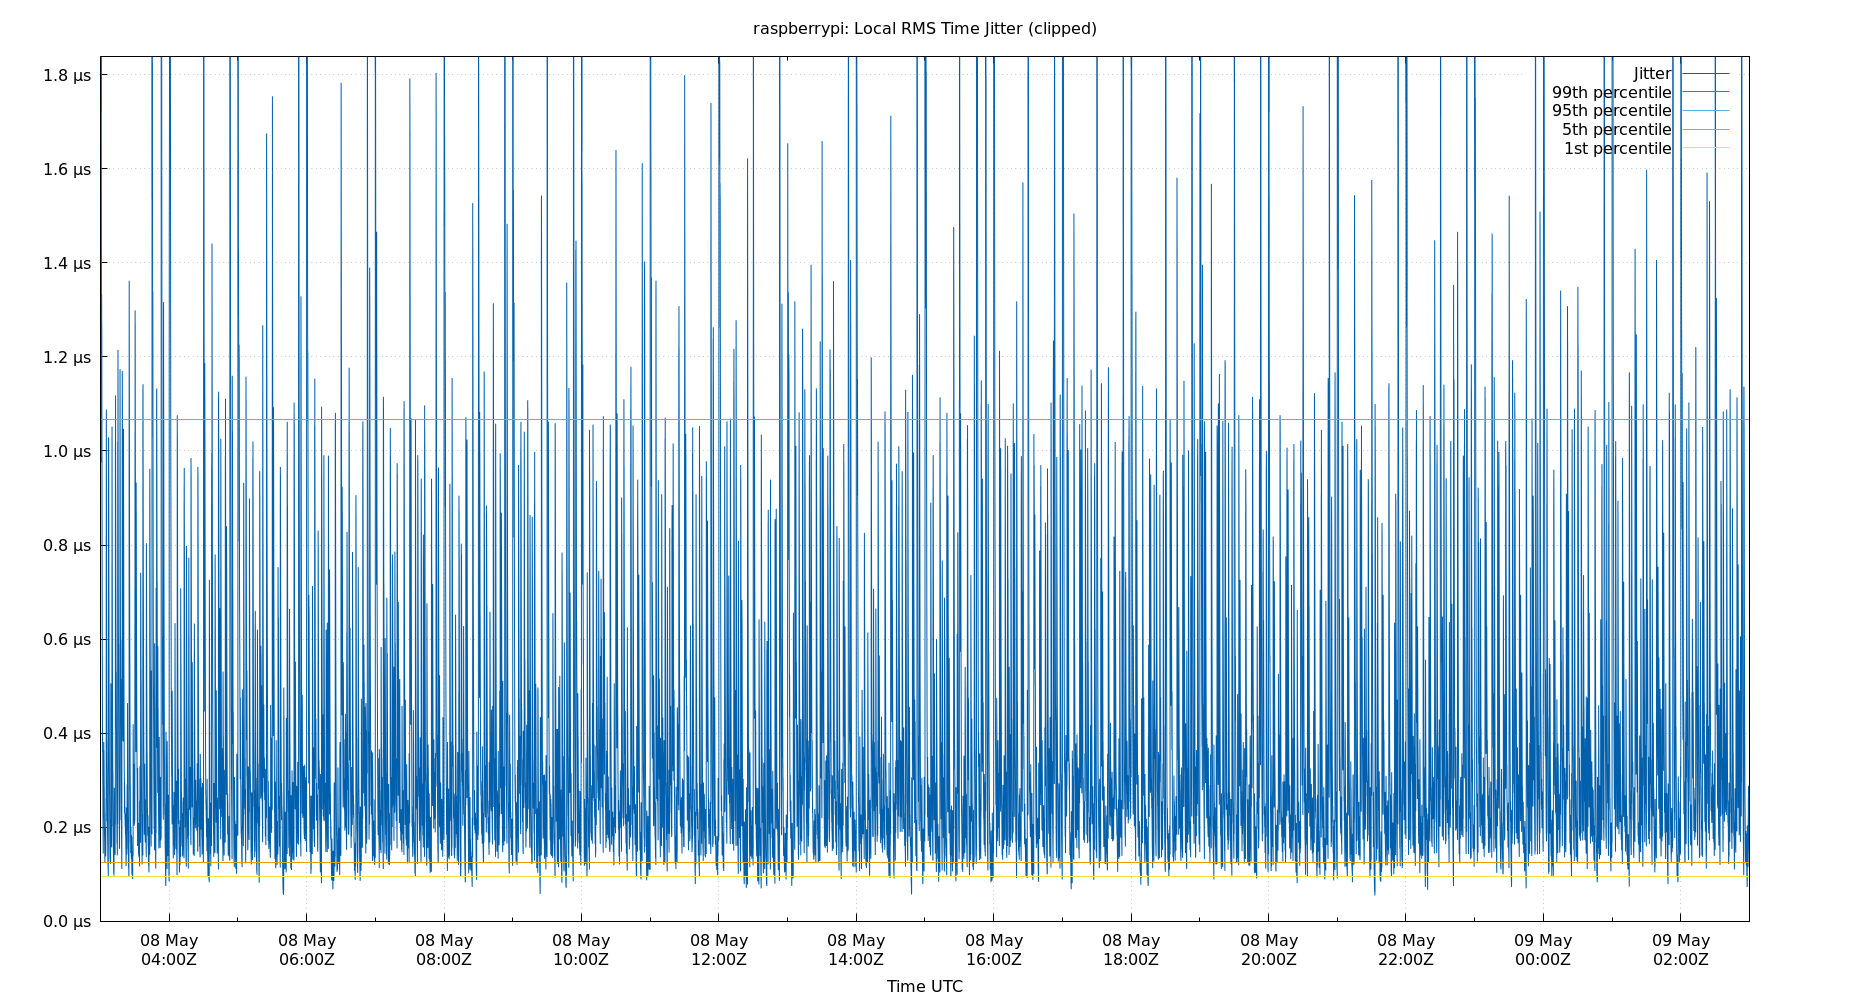 raspberrypi: Local RMS Time Jitter (clipped)
1.8 µs
1.6 µs
1.4 µs
1.2 µs
1.0 µs
0.8 µs
0.6 µs
0.4 µs
0.2 µs
0.0 µs
Jitter
99th percentile
95th percentile
5th percentile
1st percentile
08 May 08 May 08 May 08 May 08 May 08 May 08 May 08 May 08 May 08 May 09 May 09 May
04:00Z 06:00Z 08:00Z 10:00Z 12:00Z 14:00Z 16:00Z 18:00Z 20:00Z 22:00Z 00:00Z 02:00Z
Time UTC